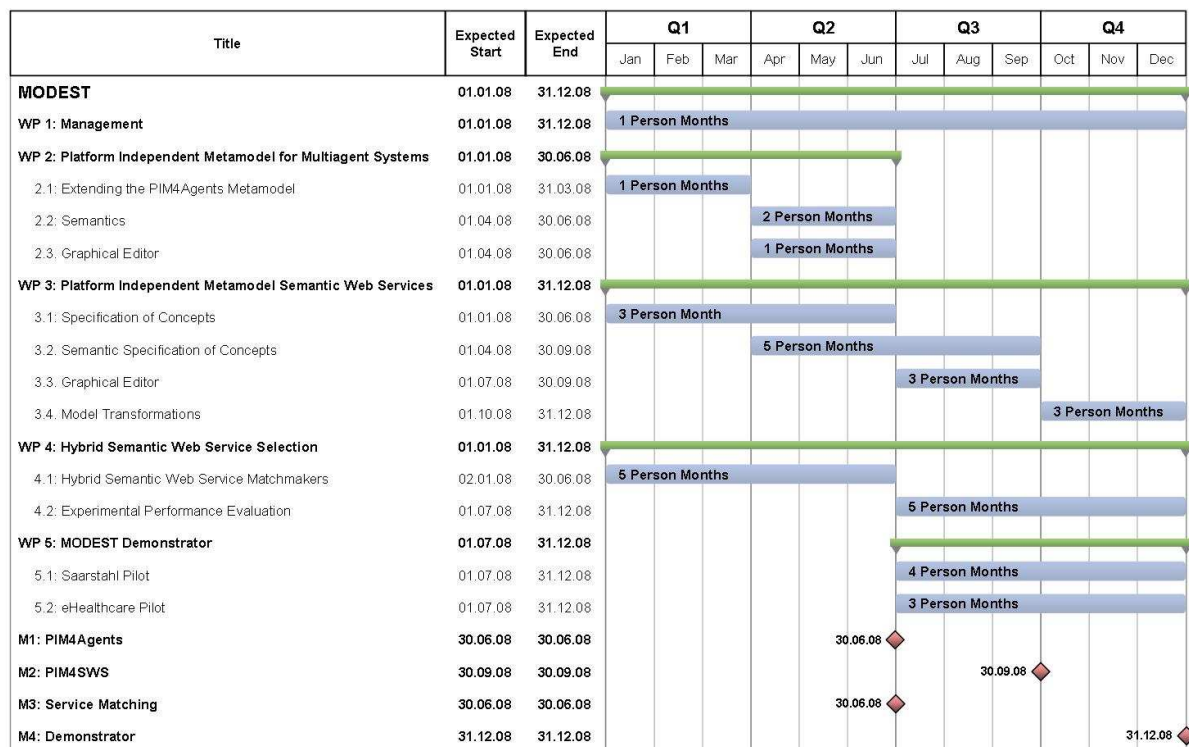 Title Expected Start Expected End Q1 Q2 Q3 Q4
Jan Feb Mar Apr May Jun Jul Aug Sep Oct Nov Dec
MODEST 01.01.08 31.12.08
WP 1: Management 01.01.08 31.12.08 1 Person Months
WP 2: Platform Independent Metamodel for Multiagent Systems 01.01.08 30.06.08
2.1: Extending the PIM4Agents Metamodel 01.01.08 31.03.08 1 Person Months
2.2: Semantics 01.04.08 30.06.08 2 Person Months
2.3. Graphical Editor 01.04.08 30.06.08 1 Person Months
WP 3: Platform Independent Metamodel Semantic Web Services 01.01.08 31.12.08
3.1: Specification of Concepts 01.01.08 30.06.08 3 Person Month
3.2. Semantic Specification of Concepts 01.04.08 30.09.08 5 Person Months
3.3. Graphical Editor 01.07.08 30.09.08 3 Person Months
3.4. Model Transformations 01.10.08 31.12.08 3 Person Months
WP 4: Hybrid Semantic Web Service Selection 01.01.08 31.12.08
4.1: Hybrid Semantic Web Service Matchmakers 02.01.08 30.06.08 5 Person Months
4.2: Experimental Performance Evaluation 01.07.08 31.12.08 5 Person Months
WP 5: MODEST Demonstrator 01.07.08 31.12.08
5.1: Saarstahl Pilot 01.07.08 31.12.08 4 Person Months
5.2: eHealthcare Pilot 01.07.08 31.12.08 3 Person Months
M1: PIM4Agents 30.06.08 30.06.08 30.06.08
M2: PIM4SWS 30.09.08 30.09.08 30.09.08
M3: Service Matching 30.06.08 30.06.08 30.06.08
M4: Demonstrator 31.12.08 31.12.08 31.12.08